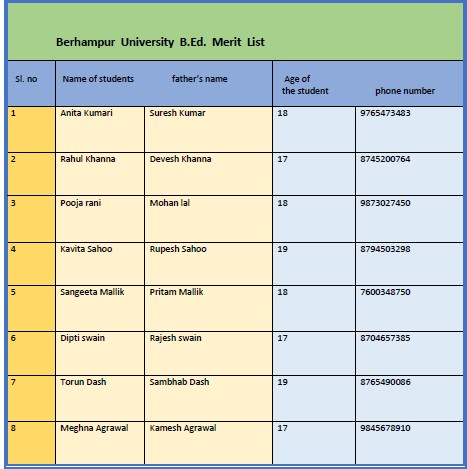 Berhampur University B.Ed. Merit List
Sl. no Name of students father's name Age of the student phone number
1 Anita Kumari Suresh Kumar 18 9765473483
2 Rahul Khanna Devesh Khanna 17 8745200764
3 Pooja rani Mohan lal 18 9873027450
4 Kavita Sahoo Rupesh Sahoo 19 8794503298
5 Sangeeta Mallik Pritam Mallik 18 7600348750
6 Dipti swain Rajesh swain 17 8704657385
7 Torun Dash Sambhab Dash 19 8765490086
8 Meghna Agrawal Kamesh Agrawal 17 9845678910